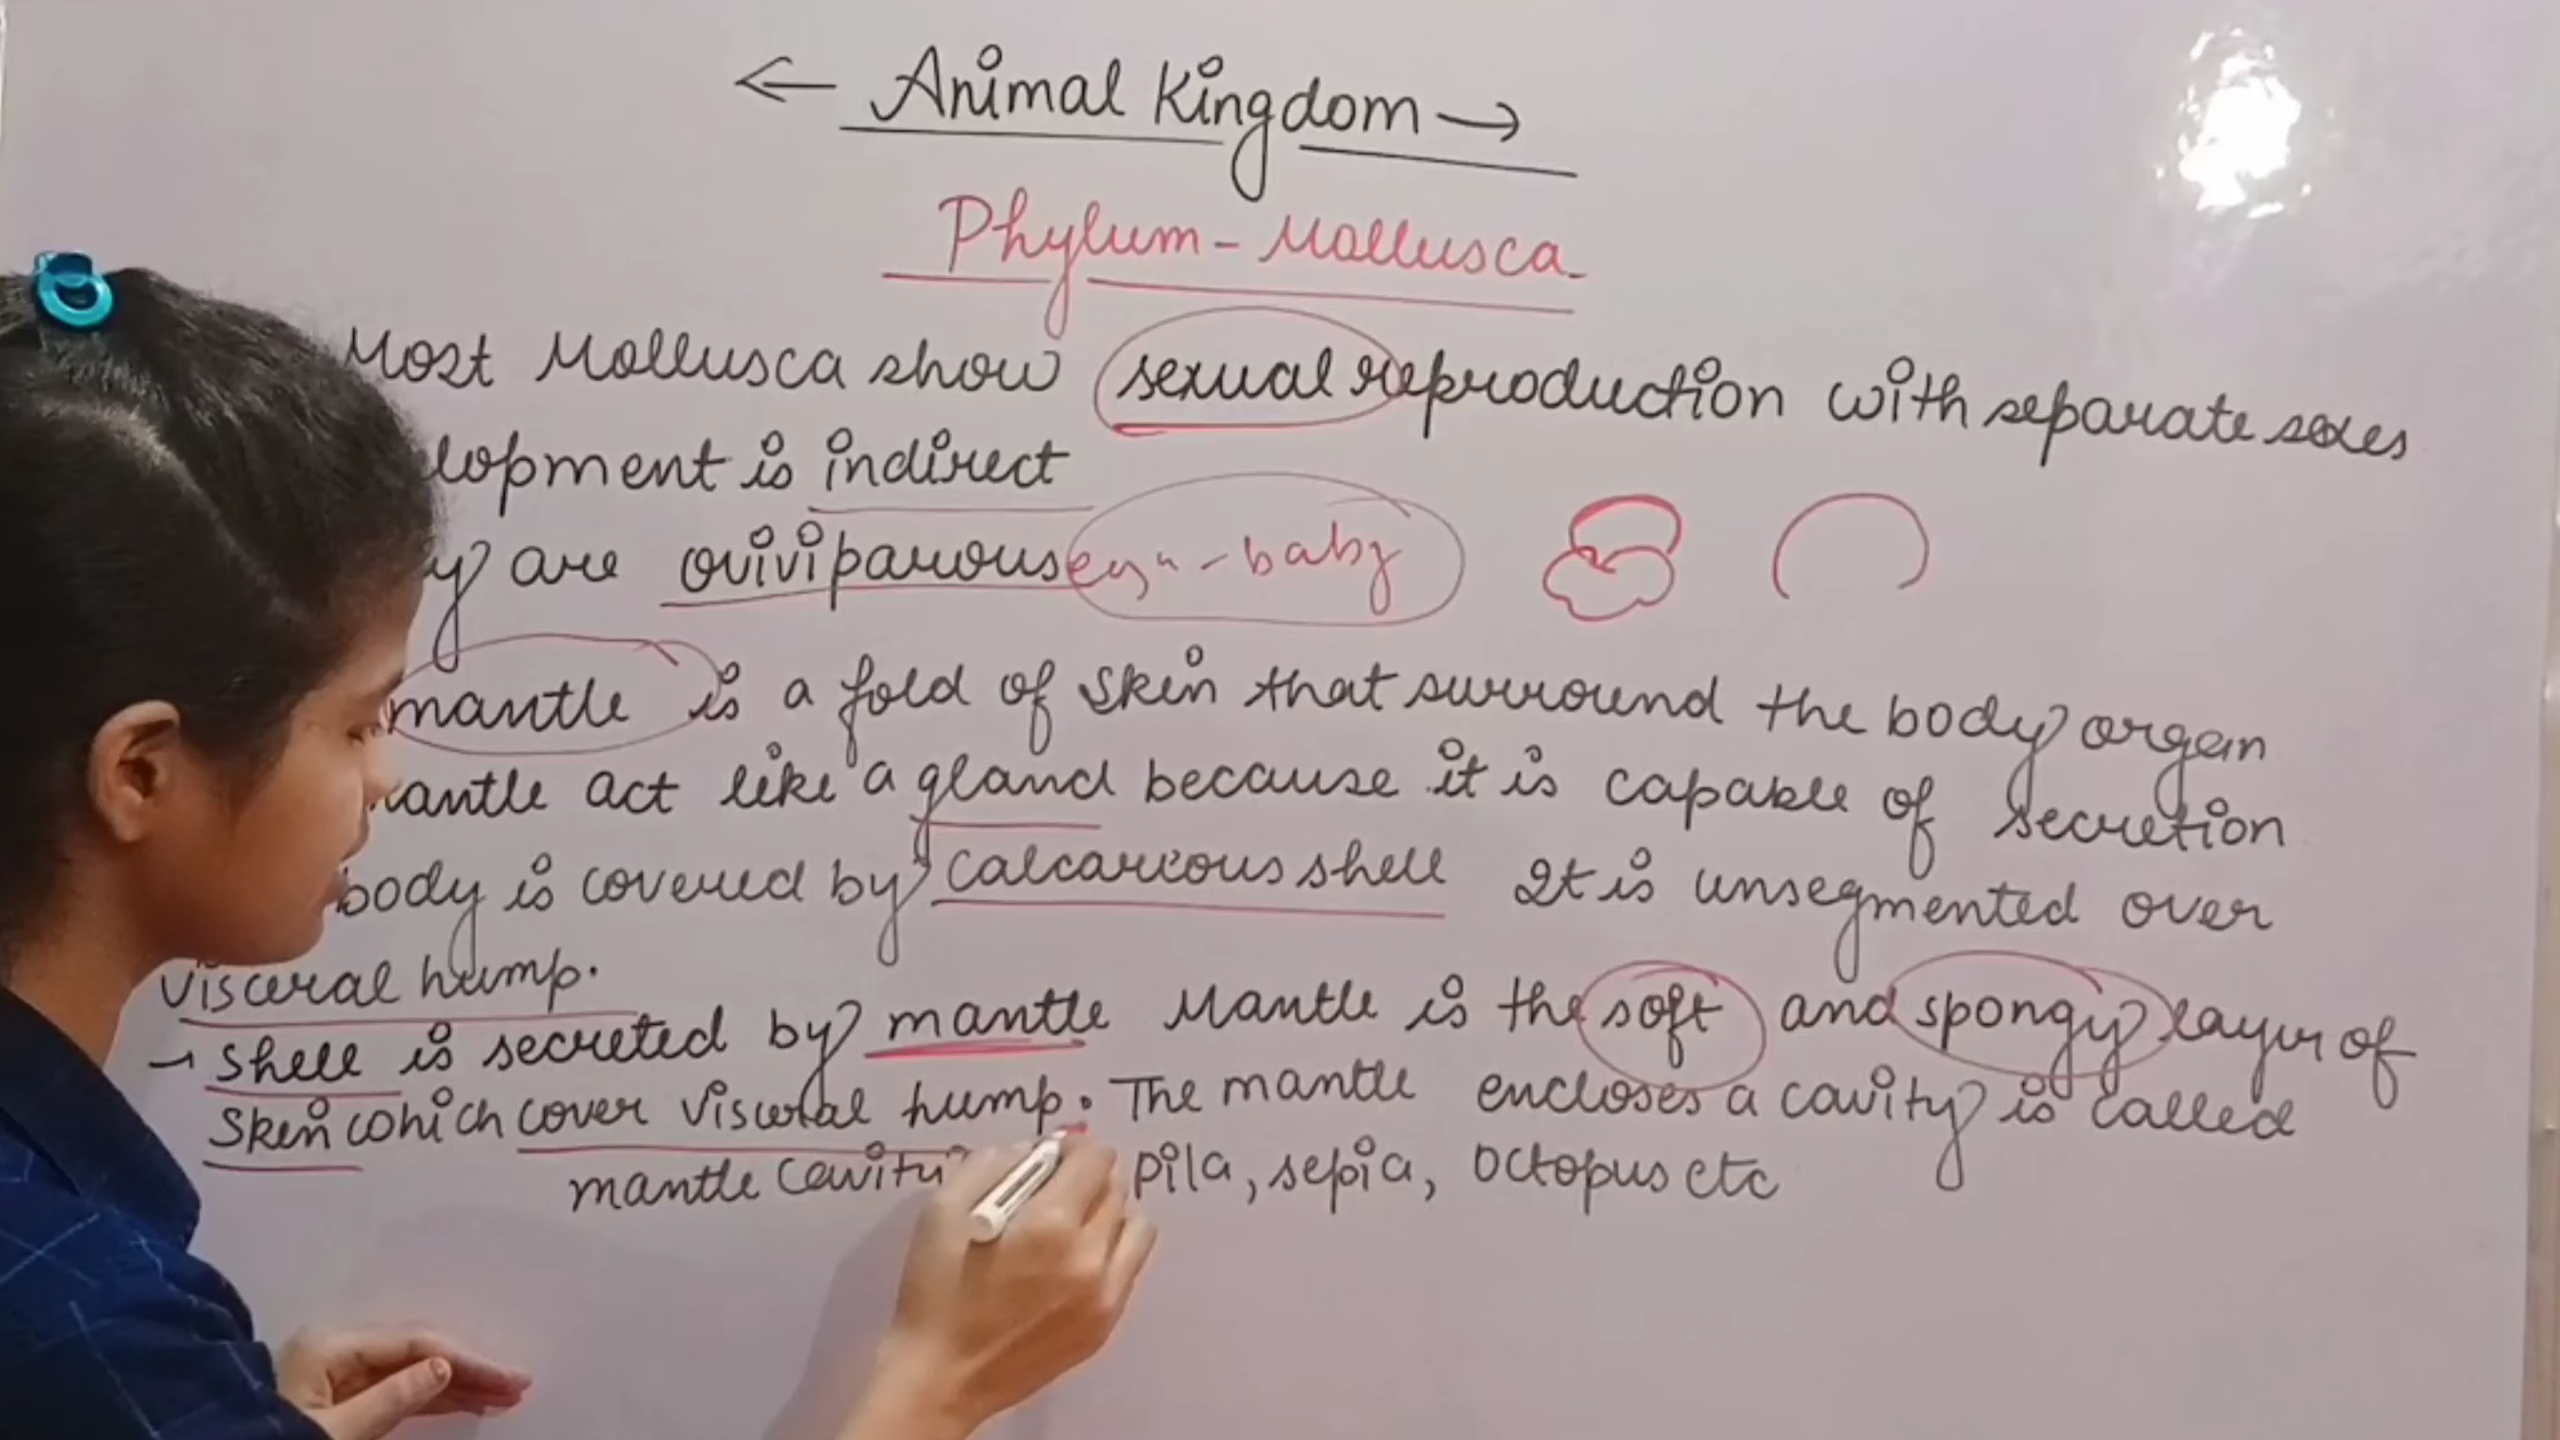 ← Animal Kingdom →
Phylum - Mollusca
Most Mollusca show sexual reproduction with separate sexes
lopment is indirect
y are oviviparous egg - baby
mantle is a fold of skin that surround the body organ
mantle act like a gland because it is capable of secretion
body is covered by calcareous shell It is unsegmented over
visceral hump.
→ shell is secreted by mantle Mantle is the soft and spongy layer of
skin which cover visceral hump. The mantle encloses a cavity is called
mantle cavity pila, sepia, octopus etc